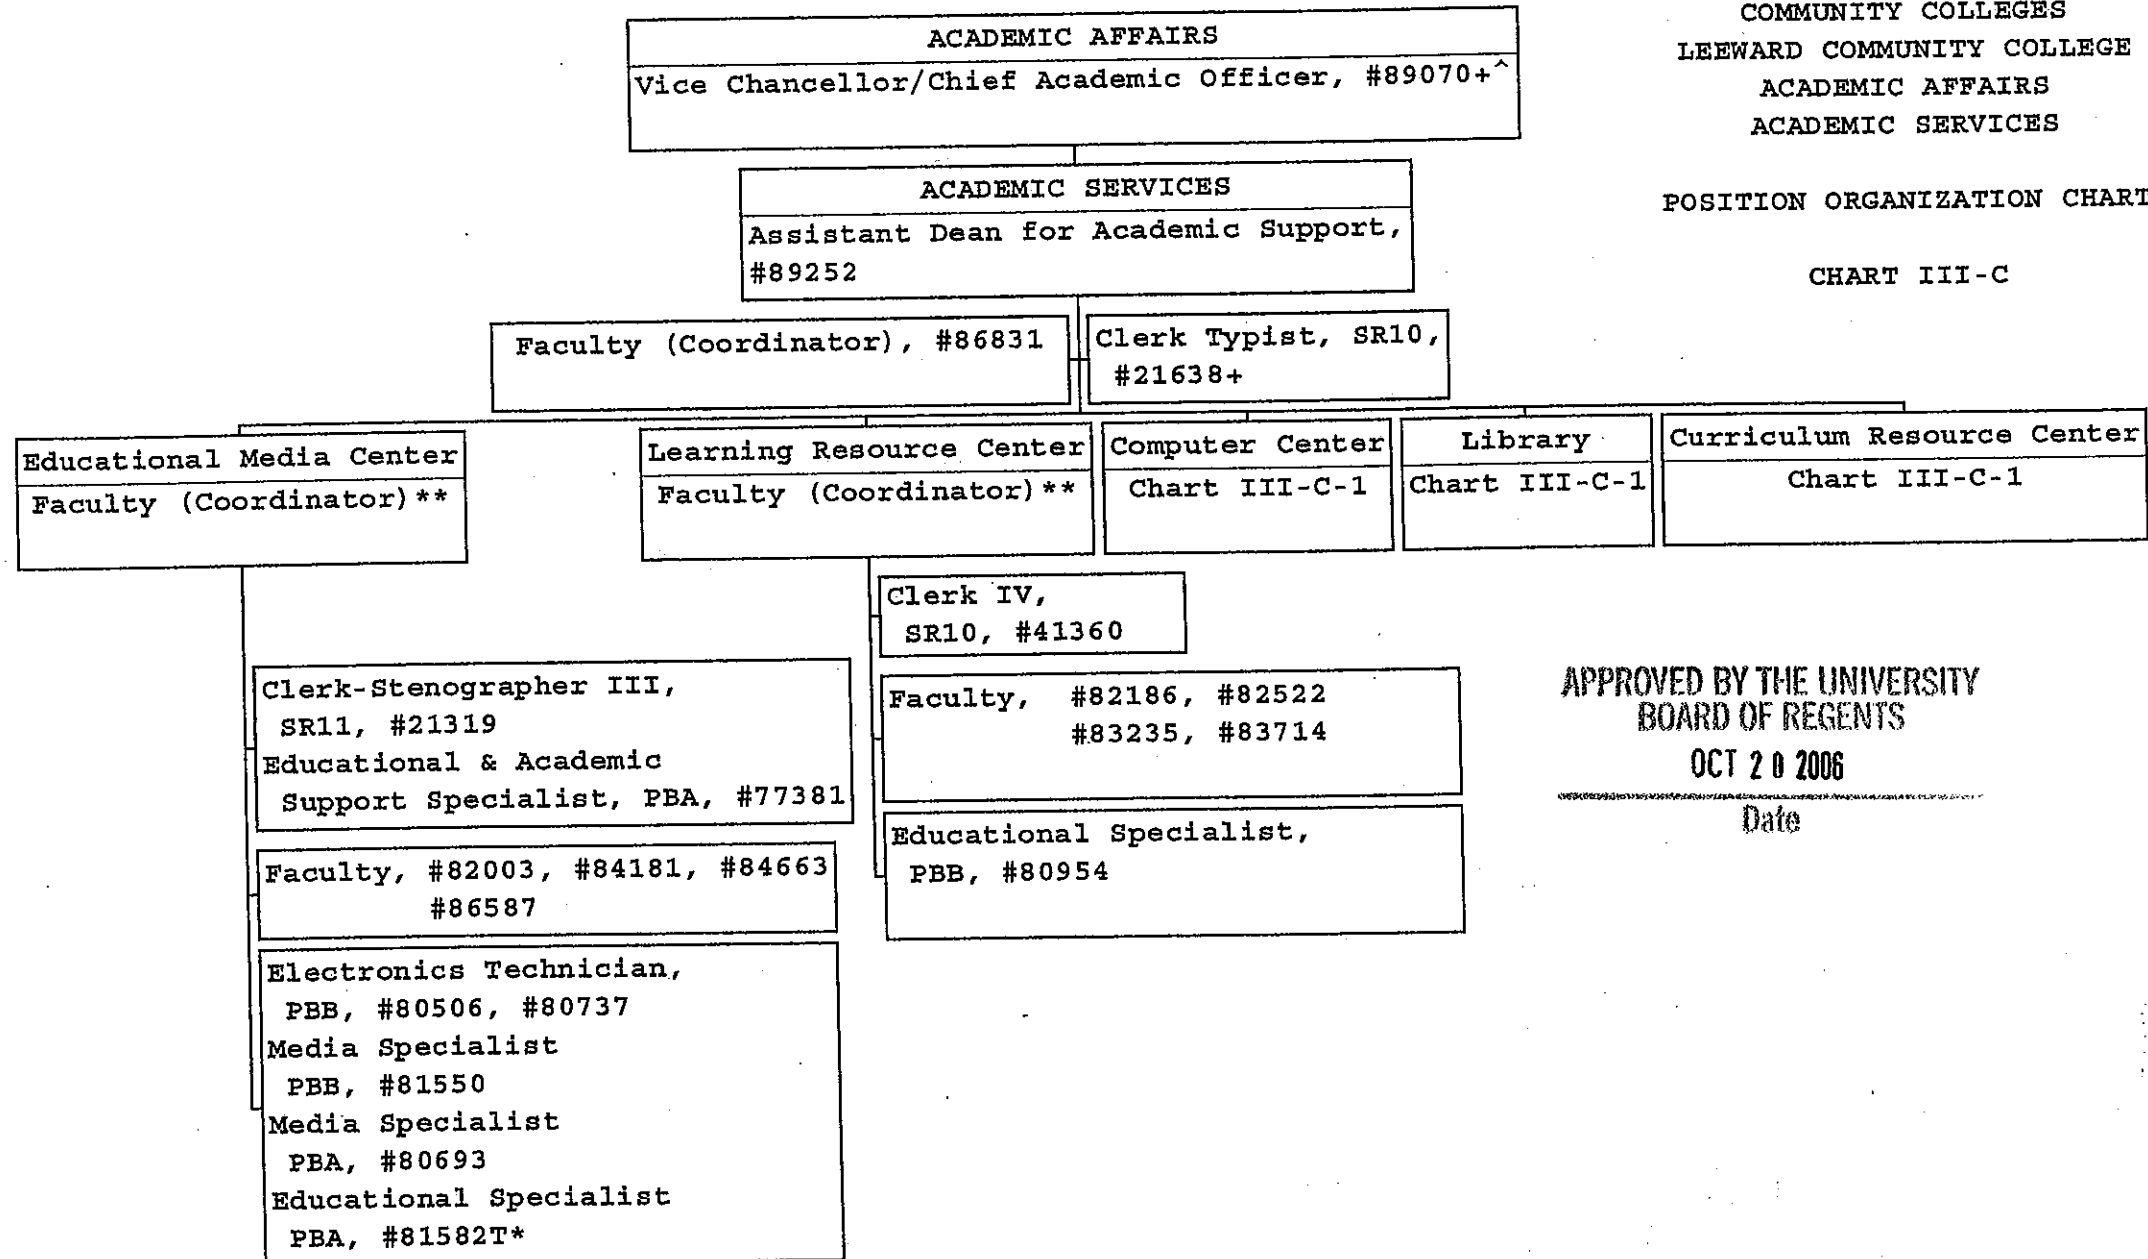 COMMUNITY COLLEGES
LEEWARD COMMUNITY COLLEGE
ACADEMIC AFFAIRS
ACADEMIC SERVICES
POSITION ORGANIZATION CHART
CHART III-C
ACADEMIC AFFAIRS
Vice Chancellor/Chief Academic Officer, #89070+^
ACADEMIC SERVICES
Assistant Dean for Academic Support,
#89252
Faculty (Coordinator), #86831
Clerk Typist, SR10,
#21638+
Educational Media Center
Faculty (Coordinator)**
Learning Resource Center
Faculty (Coordinator)**
Computer Center
Chart III-C-1
Library
Chart III-C-1
Curriculum Resource Center
Chart III-C-1
Clerk-Stenographer III,
SR11, #21319
Educational & Academic
Support Specialist, PBA, #77381
Faculty, #82003, #84181, #84663
#86587
Electronics Technician,
PBB, #80506, #80737
Media Specialist
PBB, #81550
Media Specialist
PBA, #80693
Educational Specialist
PBA, #81582T*
Clerk IV,
SR10, #41360
Faculty, #82186, #82522
#83235, #83714
Educational Specialist,
PBB, #80954
APPROVED BY THE UNIVERSITY
BOARD OF REGENTS
OCT 20 2006
Date